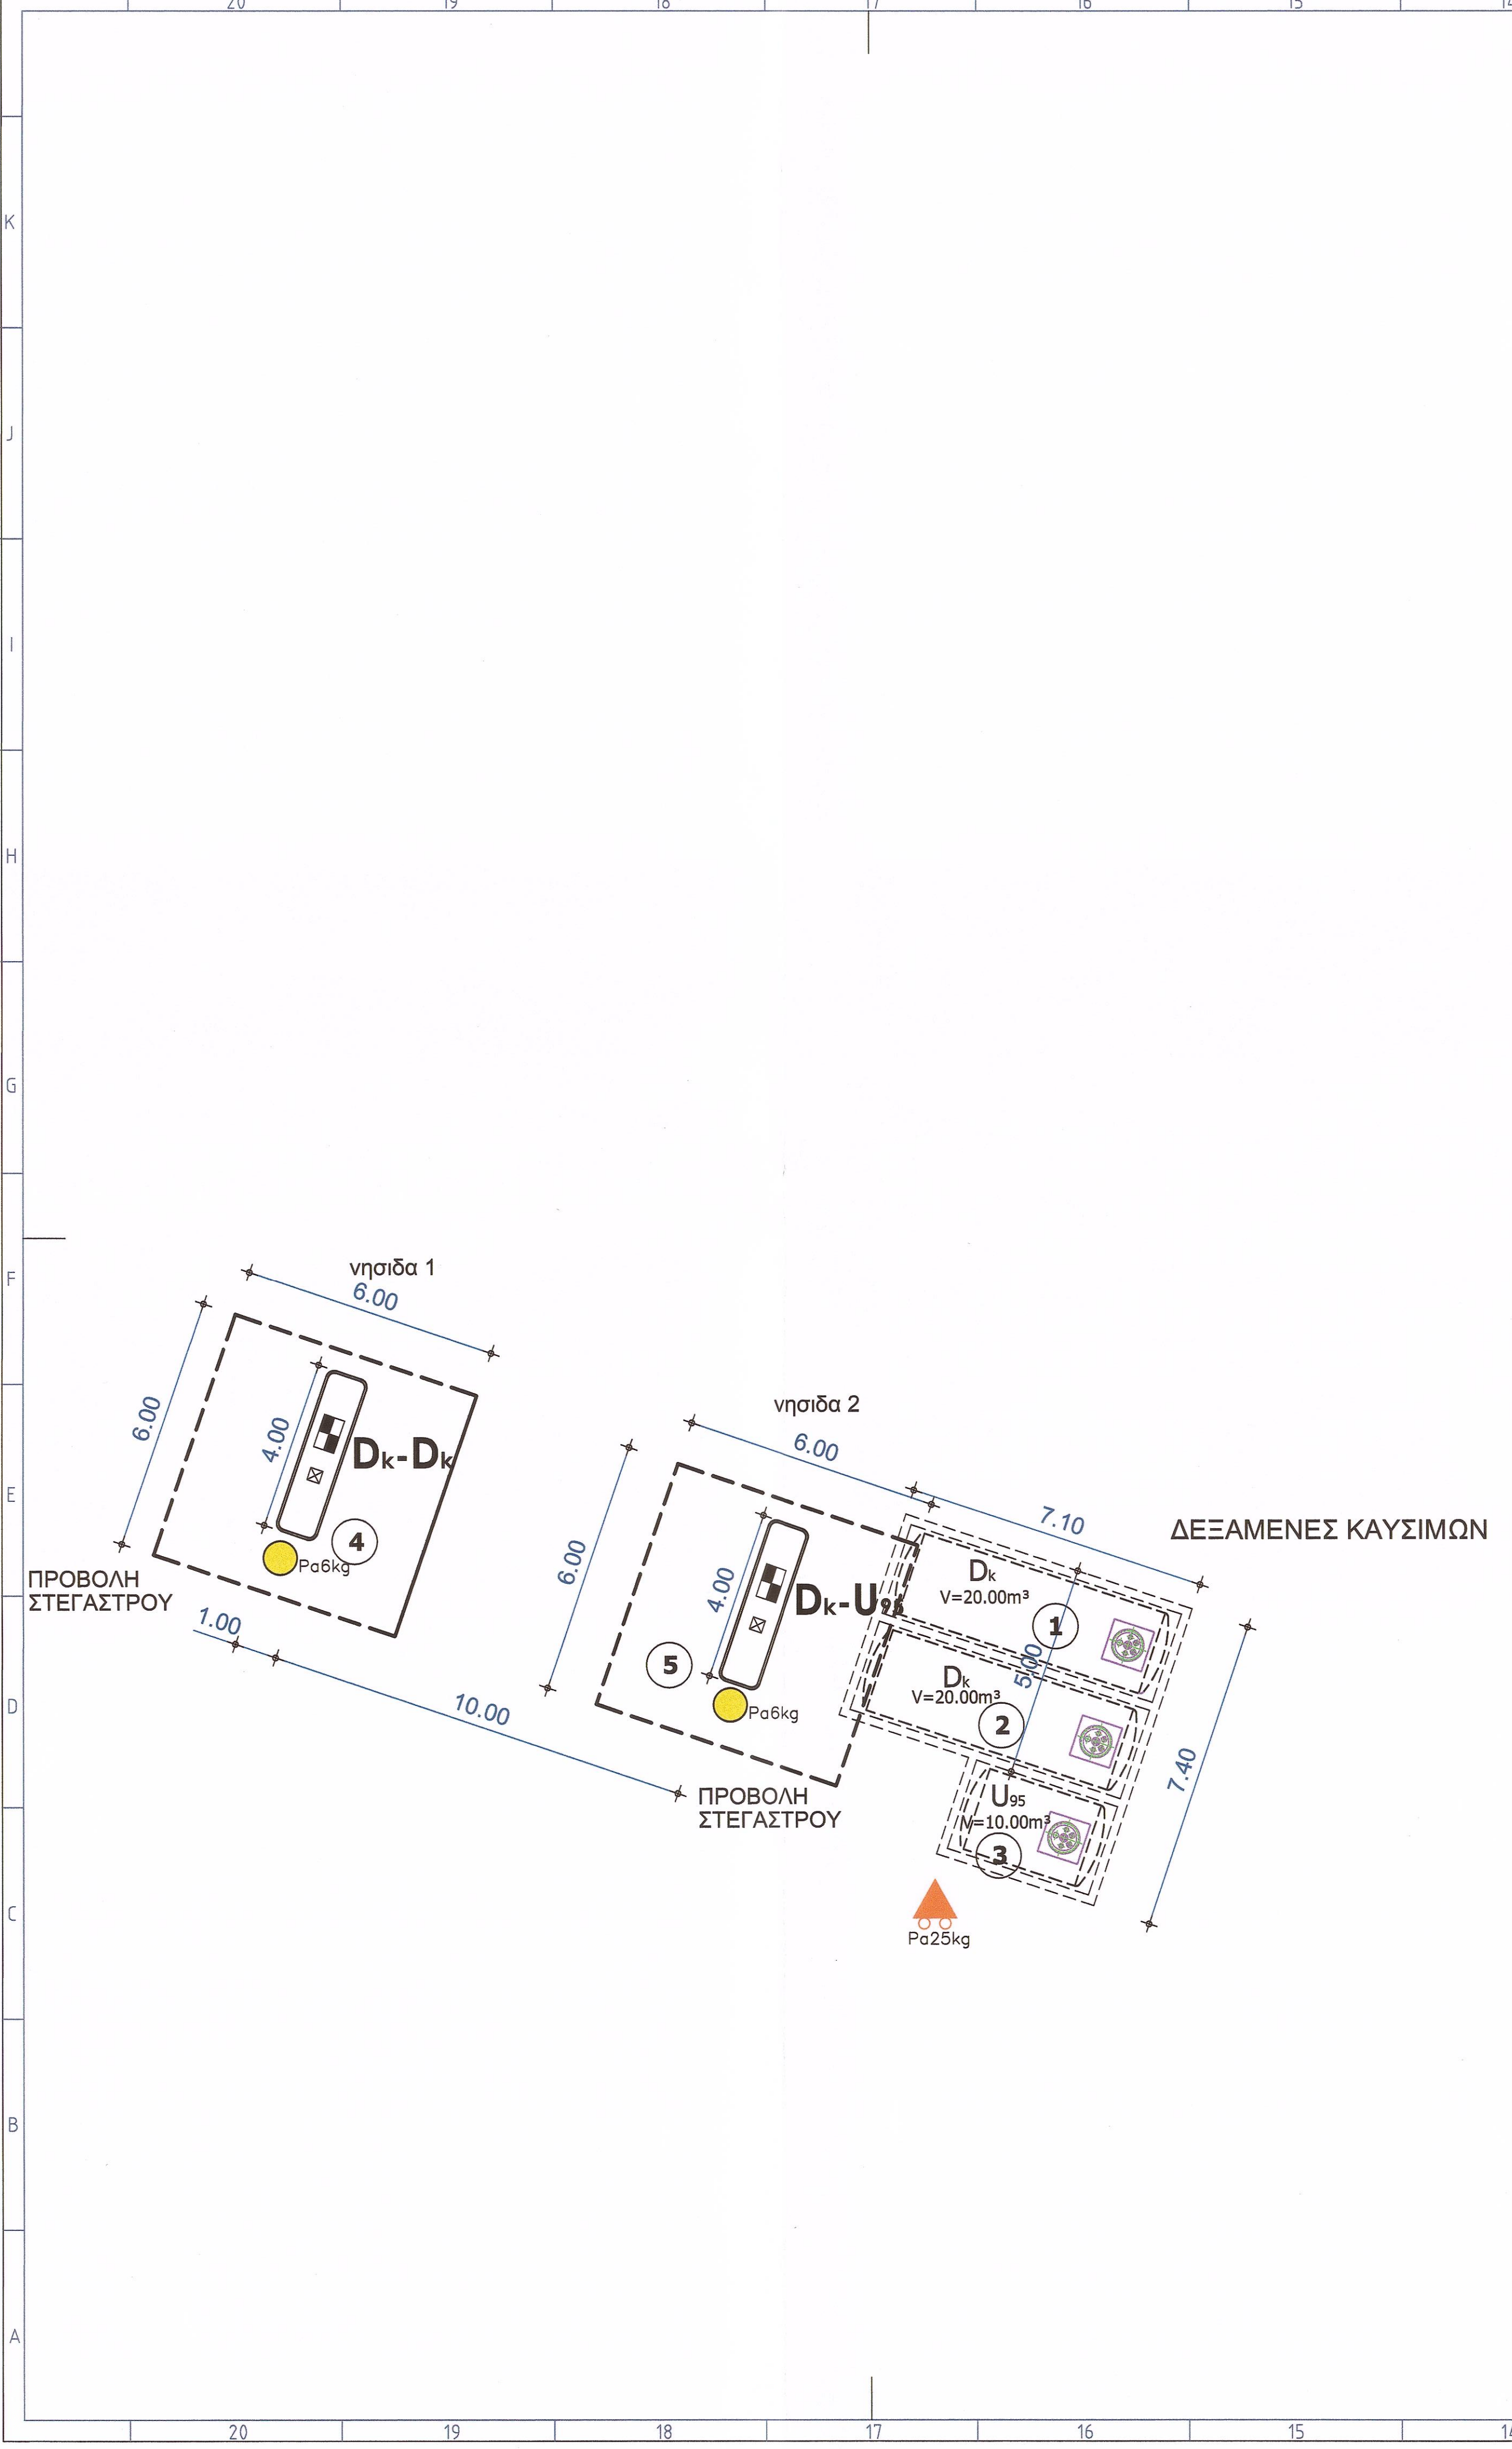 20 19 18 17 16 15 14
K
J
I
H
G
F
E
D
C
B
A
νησιδα 1
6.00
6.00
4.00
Dk-Dk
4
Pa6kg
ΠΡΟΒΟΛΗ
ΣΤΕΓΑΣΤΡΟΥ
1.00
10.00
νησιδα 2
6.00
6.00
4.00
Dk-U95
5
Pa6kg
ΠΡΟΒΟΛΗ
ΣΤΕΓΑΣΤΡΟΥ
7.10
ΔΕΞΑΜΕΝΕΣ ΚΑΥΣΙΜΩΝ
Dk
V=20.00m³
1
5.00
Dk
V=20.00m³
2
7.40
U95
V=10.00m³
3
Pa25kg
20 19 18 17 16 15 14